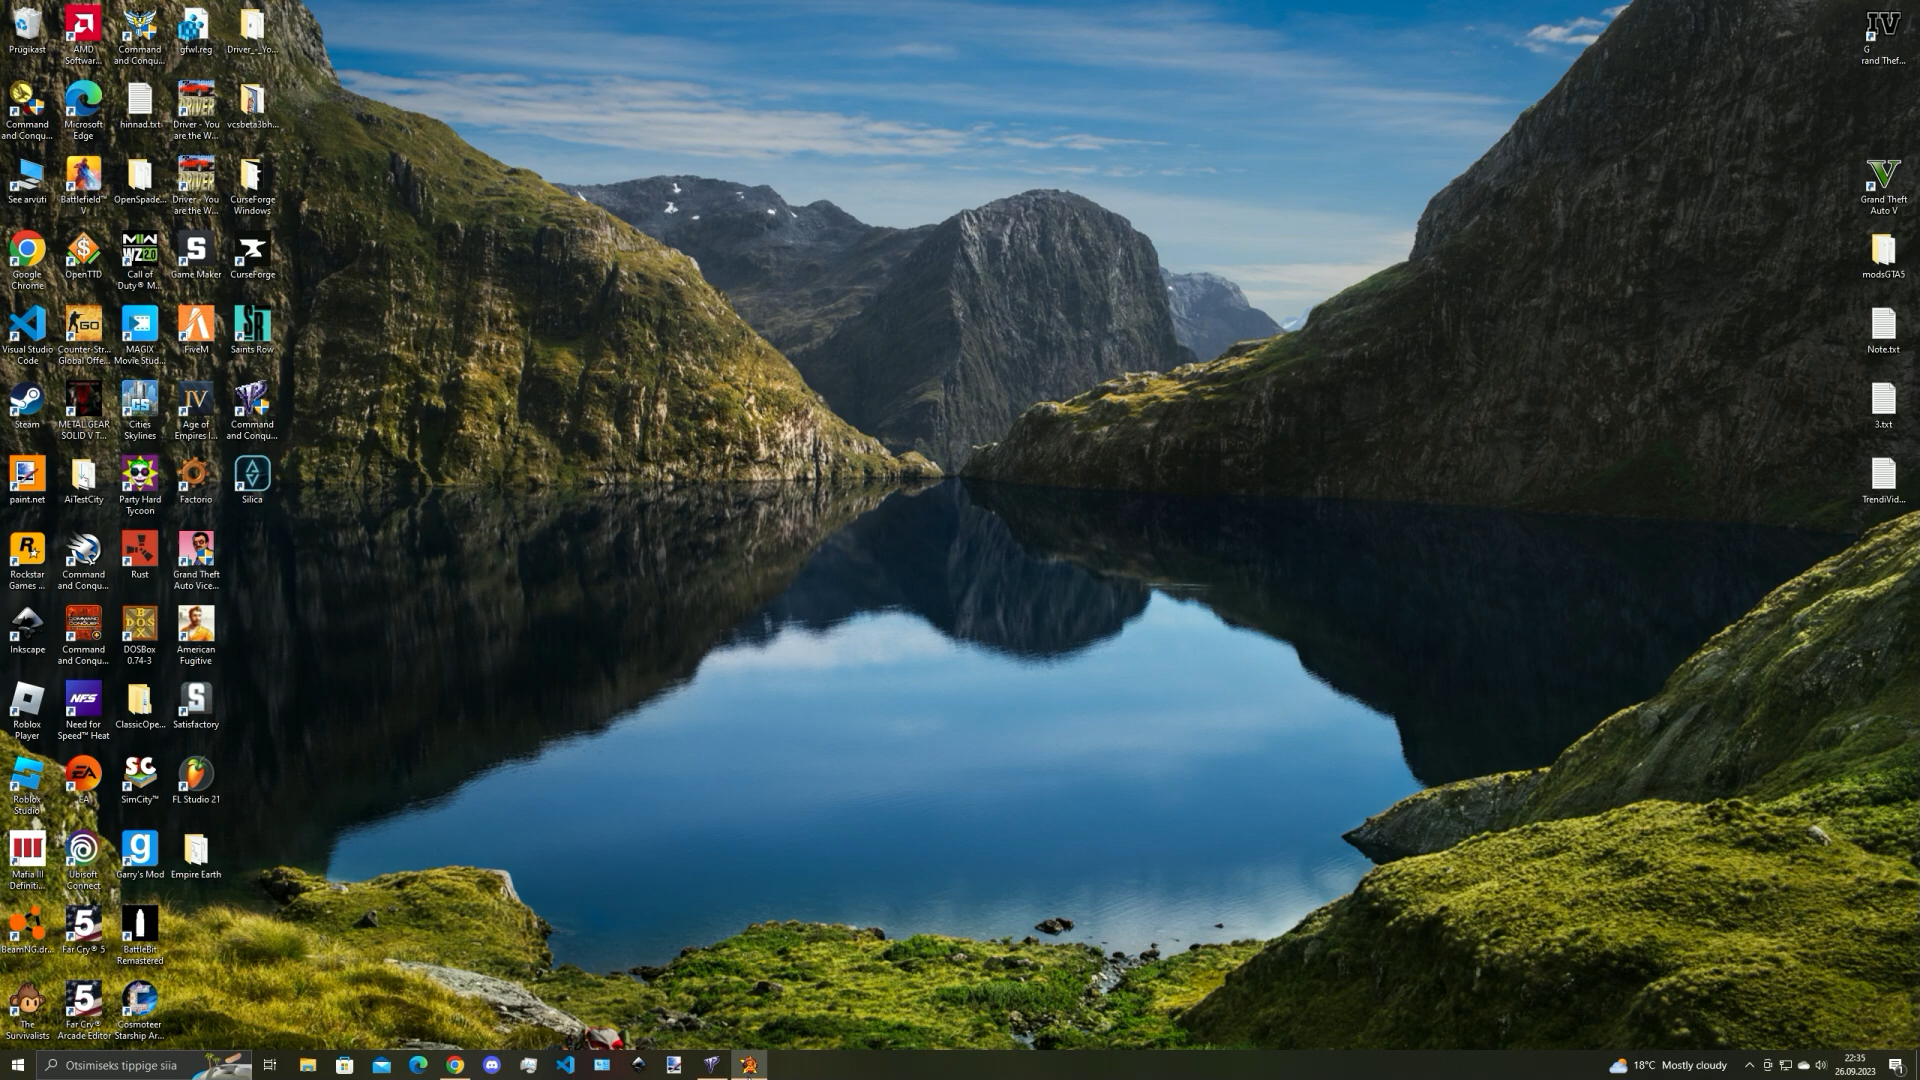 Prügikast
AMD
Softwar...
Command
and Conqu...
gfwl.reg
Driver_-_Yo...
Command
and Conqu...
Microsoft
Edge
hinnad.txt
Driver - You
are the W...
vcsbeta3bh...
See arvuti
Battlefield™
V
OpenSpade...
Driver - You
are the W...
CurseForge
Windows
Google
Chrome
OpenTTD
Call of
Duty® M...
Game Maker
CurseForge
Visual Studio
Code
Counter-Str...
Global Offe...
MAGIX
Movie Stud...
FiveM
Saints Row
Steam
METAL GEAR
SOLID V T...
Cities
Skylines
Age of
Empires I...
Command
and Conqu...
paint.net
AiTestCity
Party Hard
Tycoon
Factorio
Silica
Rockstar
Games ...
Command
and Conqu...
Rust
Grand Theft
Auto Vice...
Inkscape
Command
and Conqu...
DOSBox
0.74-3
American
Fugitive
Roblox
Player
Need for
Speed™ Heat
ClassicOpe...
Satisfactory
Roblox
Studio
EA
SimCity™
FL Studio 21
Mafia III
Definiti...
Ubisoft
Connect
Garry's Mod
Empire Earth
BeamNG.dr...
Far Cry® 5
BattleBit
Remastered
The
Survivalists
Far Cry®
Arcade Editor
Cosmoteer
Starship Ar...
G
rand Thef...
Grand Theft
Auto V
modsGTA5
Note.txt
3.txt
TrendiVid...
Otsimiseks tippige siia
18°C Mostly cloudy
22:35
26.09.2023